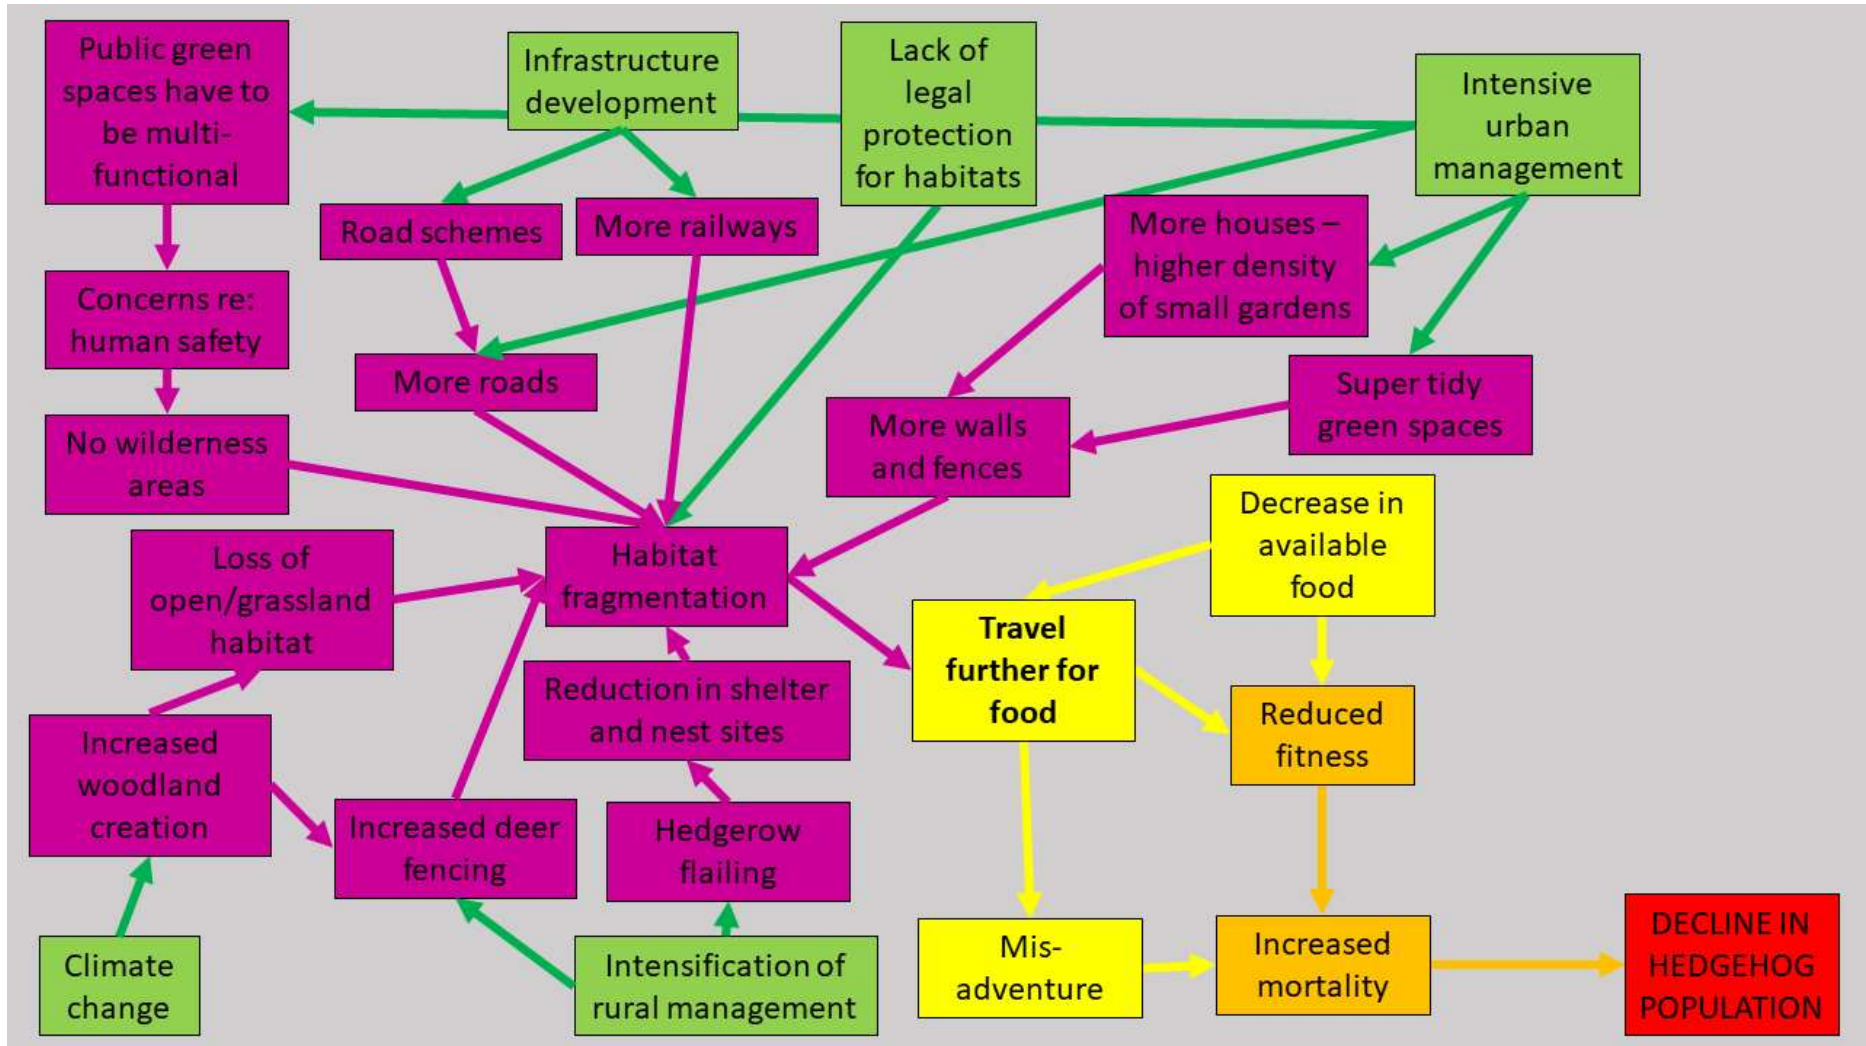 Public green
spaces have to
be multi-
functional
Infrastructure
development
Lack of
legal
protection
for habitats
Intensive
urban
management
Road schemes
More railways
More houses –
higher density
of small gardens
Concerns re:
human safety
More roads
Super tidy
green spaces
More walls
and fences
No wilderness
areas
Decrease in
available
food
Loss of
open/grassland
habitat
Habitat
fragmentation
Travel
further for
food
Reduction in shelter
and nest sites
Reduced
fitness
Increased
woodland
creation
Increased deer
fencing
Hedgerow
flailing
Climate
change
Intensification of
rural management
Mis-
adventure
Increased
mortality
DECLINE IN
HEDGEHOG
POPULATION